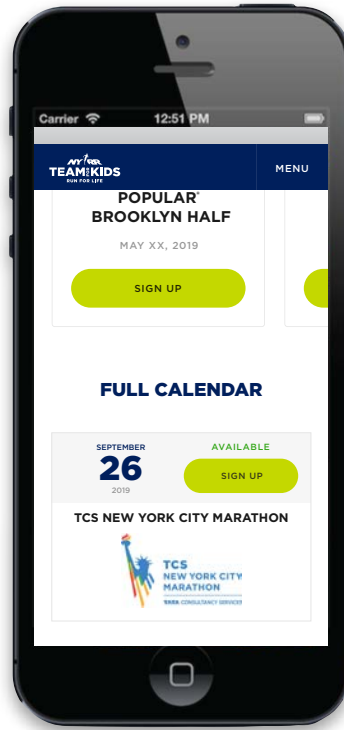 Carrier 12:51 PM
NYRR
TEAM FOR KIDS
RUN FOR LIFE
MENU
POPULAR®
BROOKLYN HALF
MAY XX, 2019
SIGN UP
FULL CALENDAR
SEPTEMBER
26
2019
AVAILABLE
SIGN UP
TCS NEW YORK CITY MARATHON
TCS
NEW YORK CITY
MARATHON
TATA CONSULTANCY SERVICES